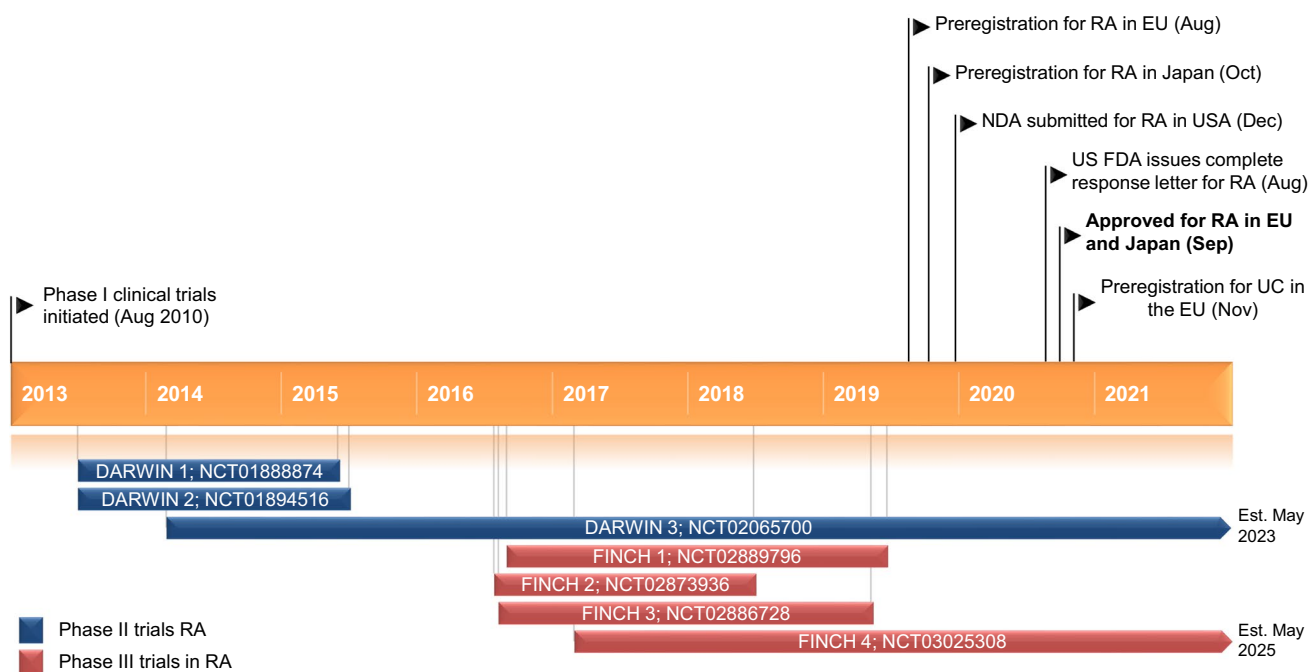 Preregistration for RA in EU (Aug)
Preregistration for RA in Japan (Oct)
NDA submitted for RA in USA (Dec)
US FDA issues complete
response letter for RA (Aug)
Approved for RA in EU
and Japan (Sep)
Preregistration for UC in
the EU (Nov)
Phase I clinical trials
initiated (Aug 2010)
2013 2014 2015 2016 2017 2018 2019 2020 2021
DARWIN 1; NCT01888874
DARWIN 2; NCT01894516
DARWIN 3; NCT02065700
Est. May
2023
FINCH 1; NCT02889796
FINCH 2; NCT02873936
FINCH 3; NCT02886728
FINCH 4; NCT03025308
Est. May
2025
Phase II trials RA
Phase III trials in RA